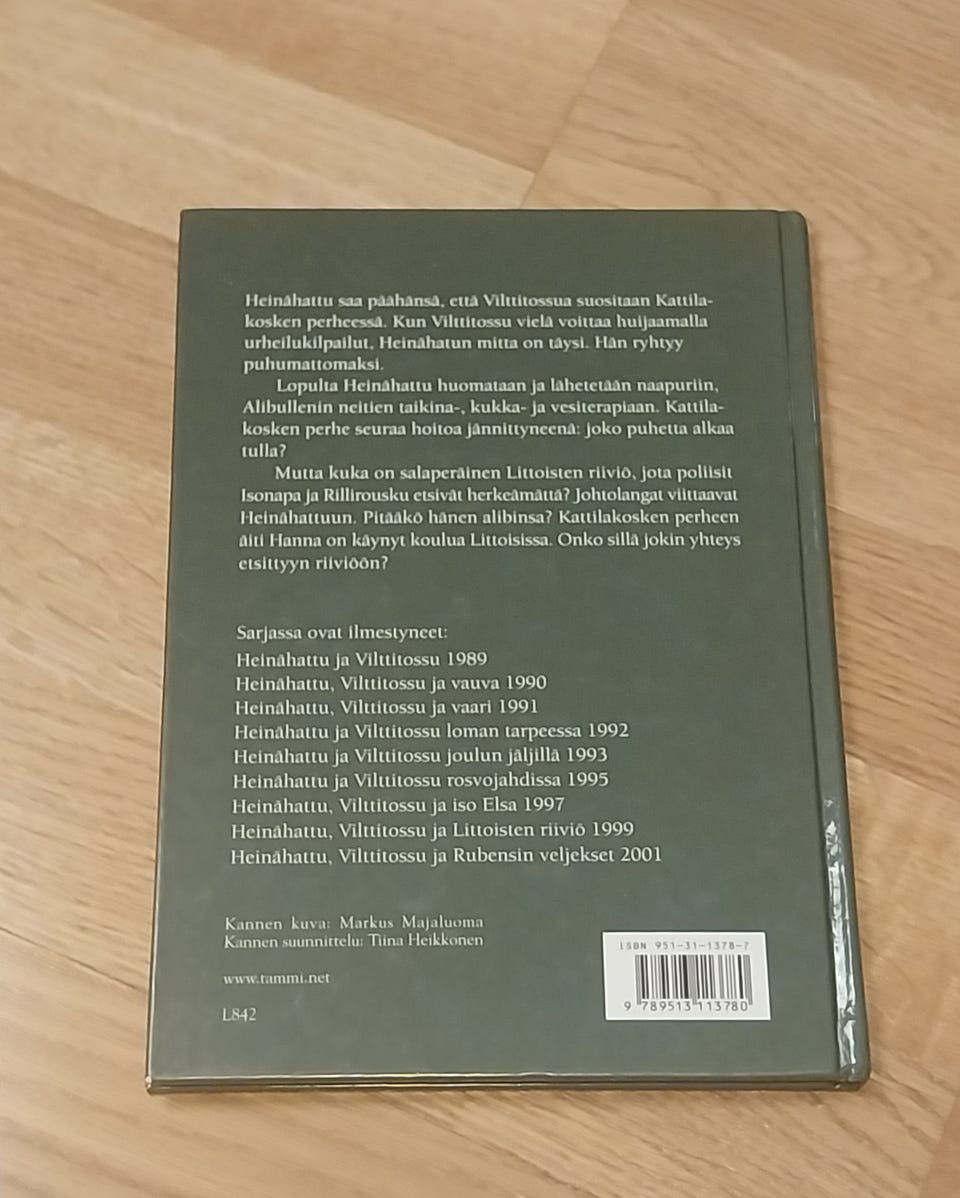 Heinähattu saa päähänsä, että Vilttitossua suositaan Kattila-
kosken perheessä. Kun Vilttitossu vielä voittaa huijaamalla
urheilukilpailut, Heinähatun mitta on täysi. Hän ryhtyy
puhumattomaksi.
Lopulta Heinähattu huomataan ja lähetetään naapuriin,
Alibullenin neitien taikina-, kukka- ja vesiterapiaan. Kattila-
kosken perhe seuraa hoitoa jännittyneenä: joko puhetta alkaa
tulla?
Mutta kuka on salaperäinen Littoisten riiviö, jota poliisit
Isonapa ja Rillirousku etsivät herkeämättä? Johtolangat viittaavat
Heinähattuun. Pitääkö hänen alibinsa? Kattilakosken perheen
äiti Hanna on käynyt koulua Littoisissa. Onko sillä jokin yhteys
etsittyyn riiviöön?
Sarjassa ovat ilmestyneet:
Heinähattu ja Vilttitossu 1989
Heinähattu, Vilttitossu ja vauva 1990
Heinähattu, Vilttitossu ja vaari 1991
Heinähattu ja Vilttitossu loman tarpeessa 1992
Heinähattu ja Vilttitossu joulun jäljillä 1993
Heinähattu ja Vilttitossu rosvojahdissa 1995
Heinähattu, Vilttitossu ja iso Elsa 1997
Heinähattu, Vilttitossu ja Littoisten riiviö 1999
Heinähattu, Vilttitossu ja Rubensin veljekset 2001
Kannen kuva: Markus Majaluoma
Kannen suunnittelu: Tiina Heikkonen
www.tammi.net
L842
ISBN 951-31-1378-7
9 789513 113780